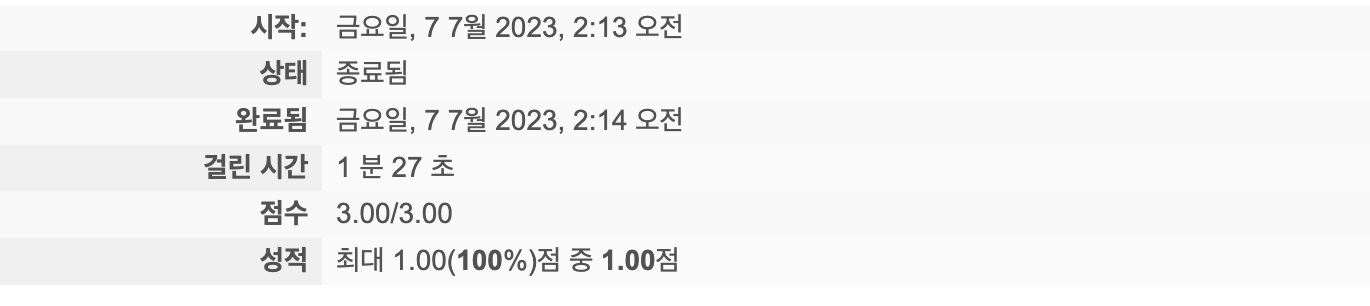 시작: 금요일, 7 7월 2023, 2:13 오전
상태 종료됨
완료됨 금요일, 7 7월 2023, 2:14 오전
걸린 시간 1 분 27 초
점수 3.00/3.00
성적 최대 1.00(100%)점 중 1.00점